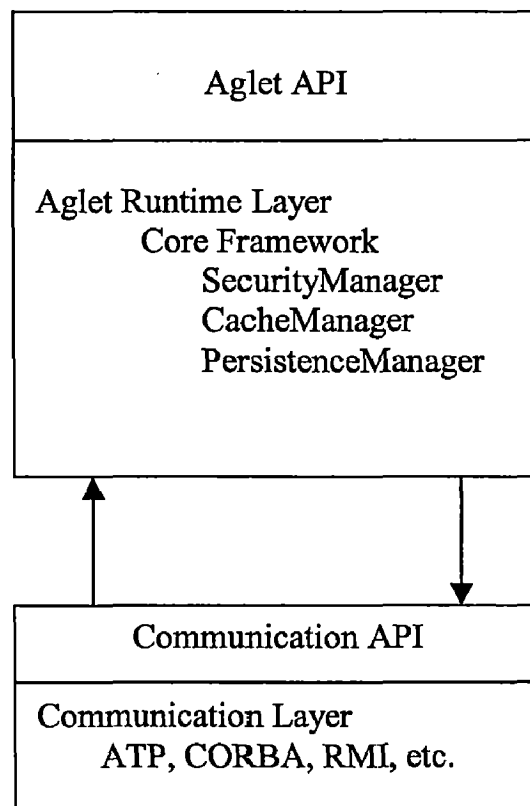 Aglet API
Aglet Runtime Layer
Core Framework
SecurityManager
CacheManager
PersistenceManager
Communication API
Communication Layer
ATP, CORBA, RMI, etc.